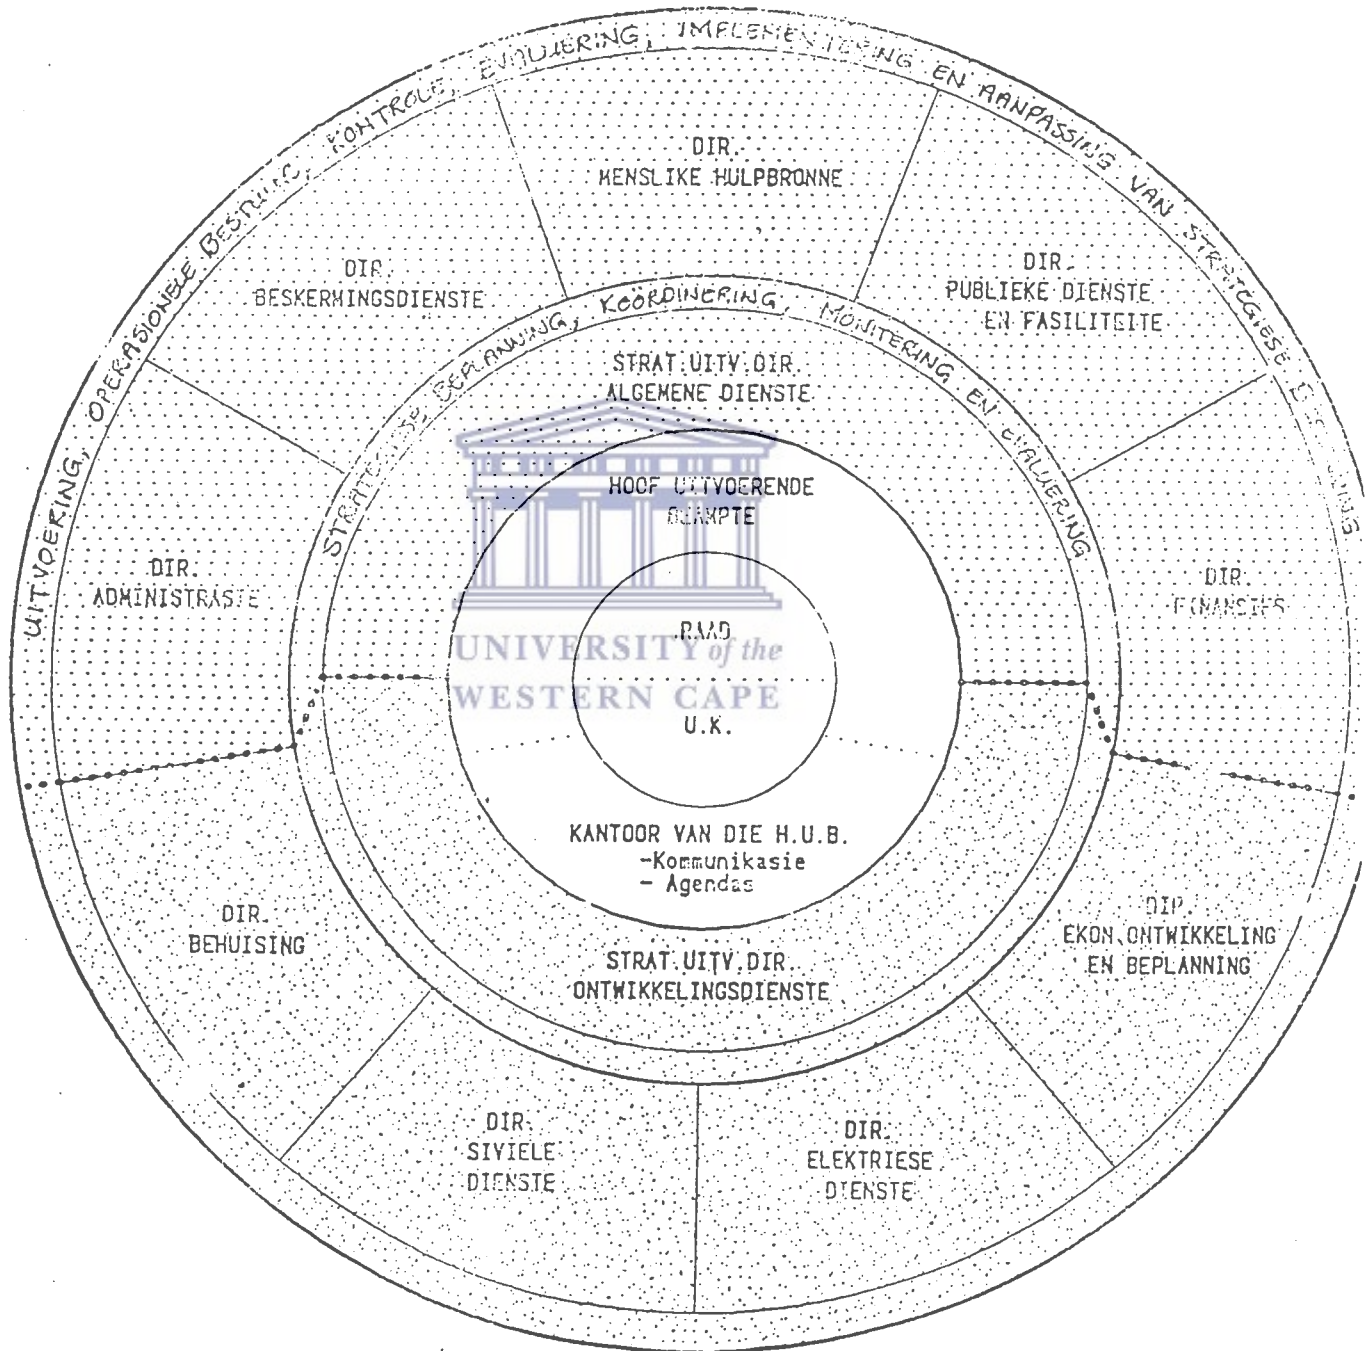 UITVOERING, OPERASIONELE BESTUUR, KONTROLE, EVALUERING, IMPLEMENTERING EN AANPASSING VAN STRATEGIESE
DIR.
MENSLIKE HULPBRONNE
DIR.
BESKERMINGSDIENSTE
DIR.
PUBLIEKE DIENSTE
EN FASILITEITE
STRATEGIESE BEPLANNING, KOÖRDINERING, MONITERING EN EVALUERING
STRAT.UITV.DIR.
ALGEMENE DIENSTE
HOOF UITVOERENDE
BEAMPTE
DIR.
ADMINISTRASIE
DIR.
FINANSIES
RAAD
UNIVERSITY of the
WESTERN CAPE
U.K.
KANTOOR VAN DIE H.U.B.
-Kommunikasie
- Agendas
DIR.
BEHUISING
DIR.
EKON.ONTWIKKELING
EN BEPLANNING
STRAT.UITV.DIR.
ONTWIKKELINGSDIENSTE
DIR.
SIVIELE
DIENSTE
DIR.
ELEKTRIESE
DIENSTE